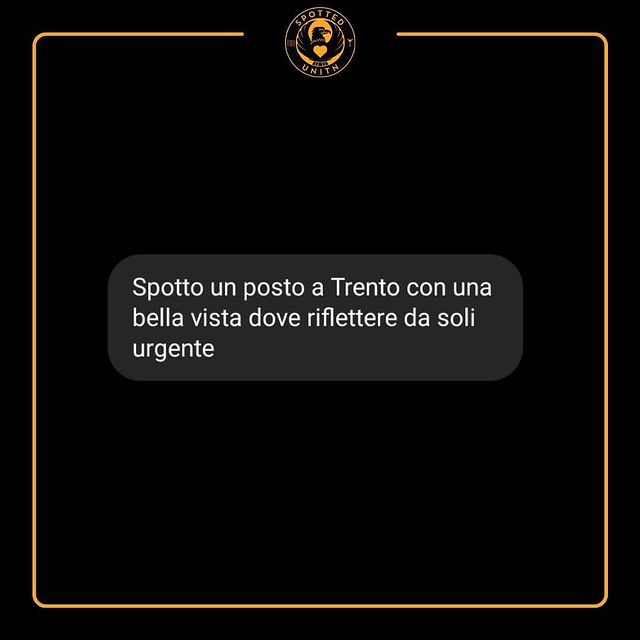 SPOTTED
UNITN
Spotto un posto a Trento con una
bella vista dove riflettere da soli
urgente